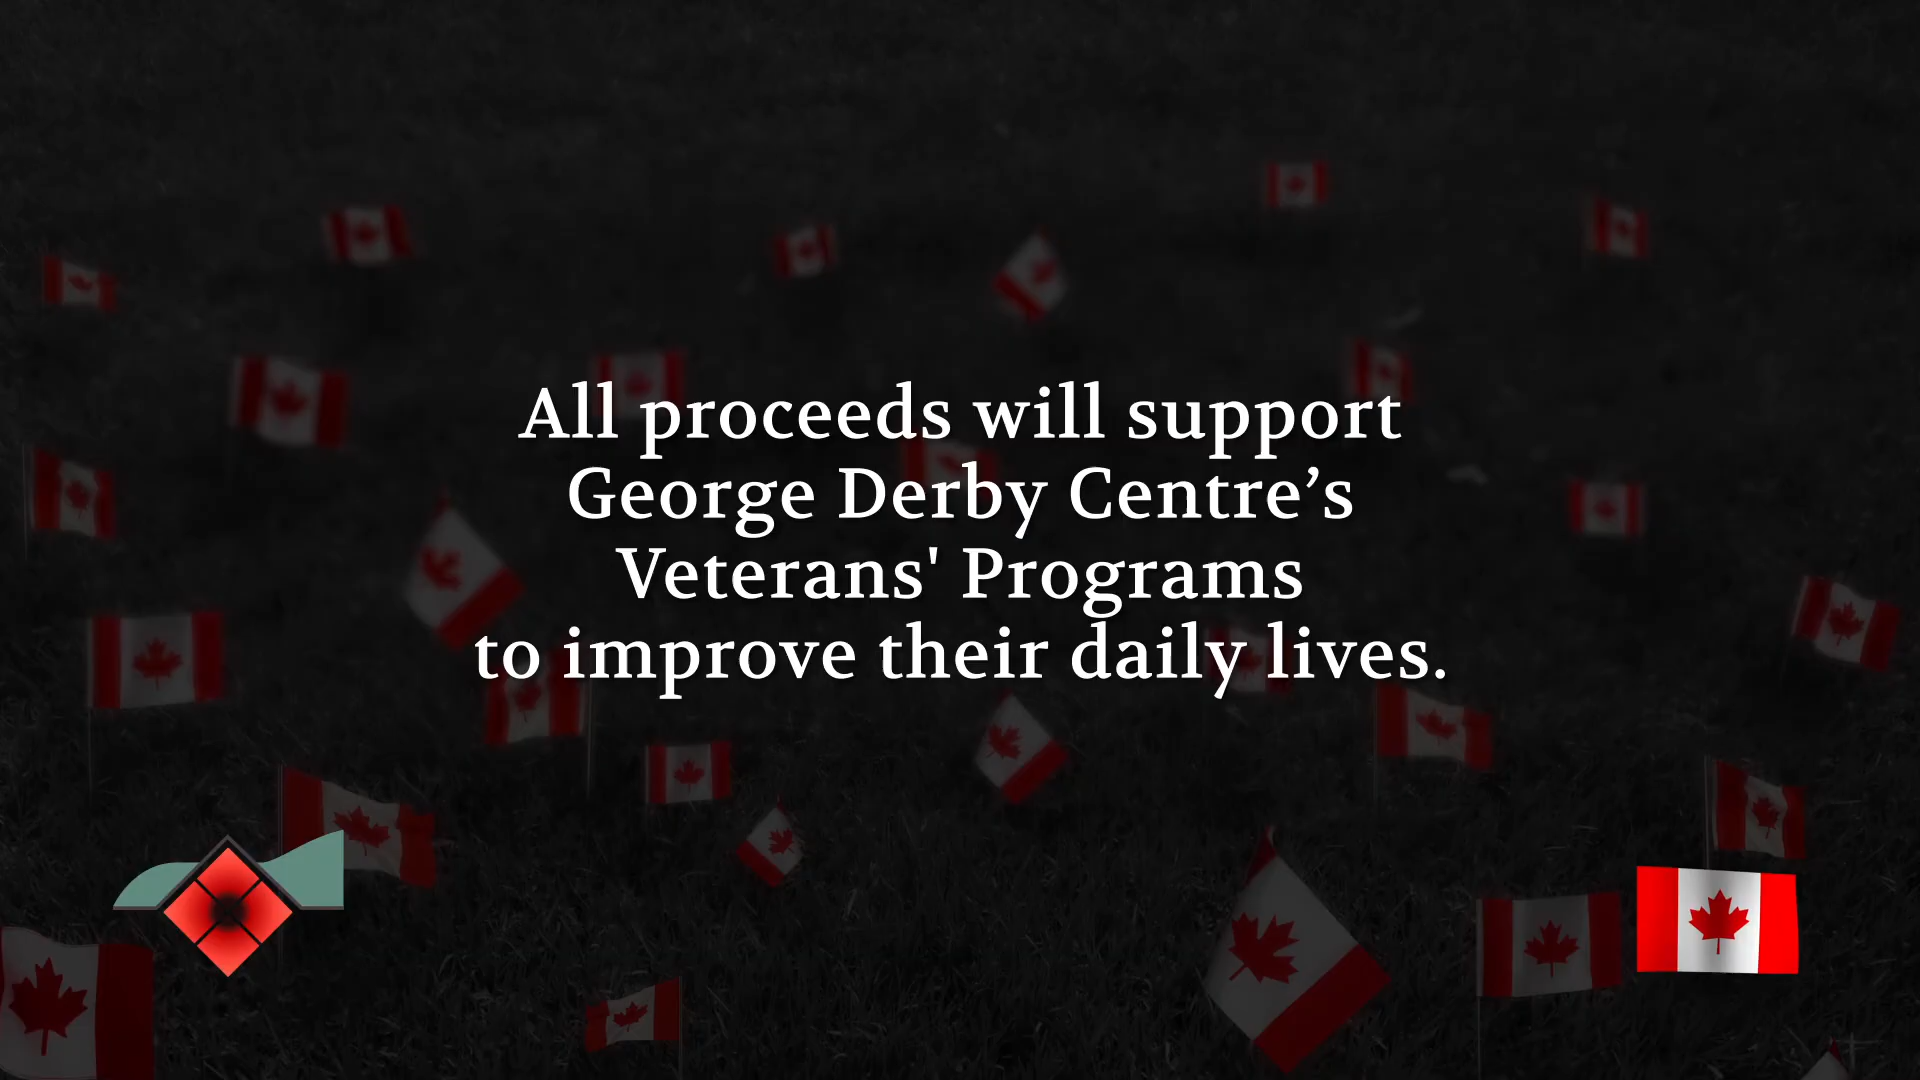 All proceeds will support
George Derby Centre’s
Veterans' Programs
to improve their daily lives.